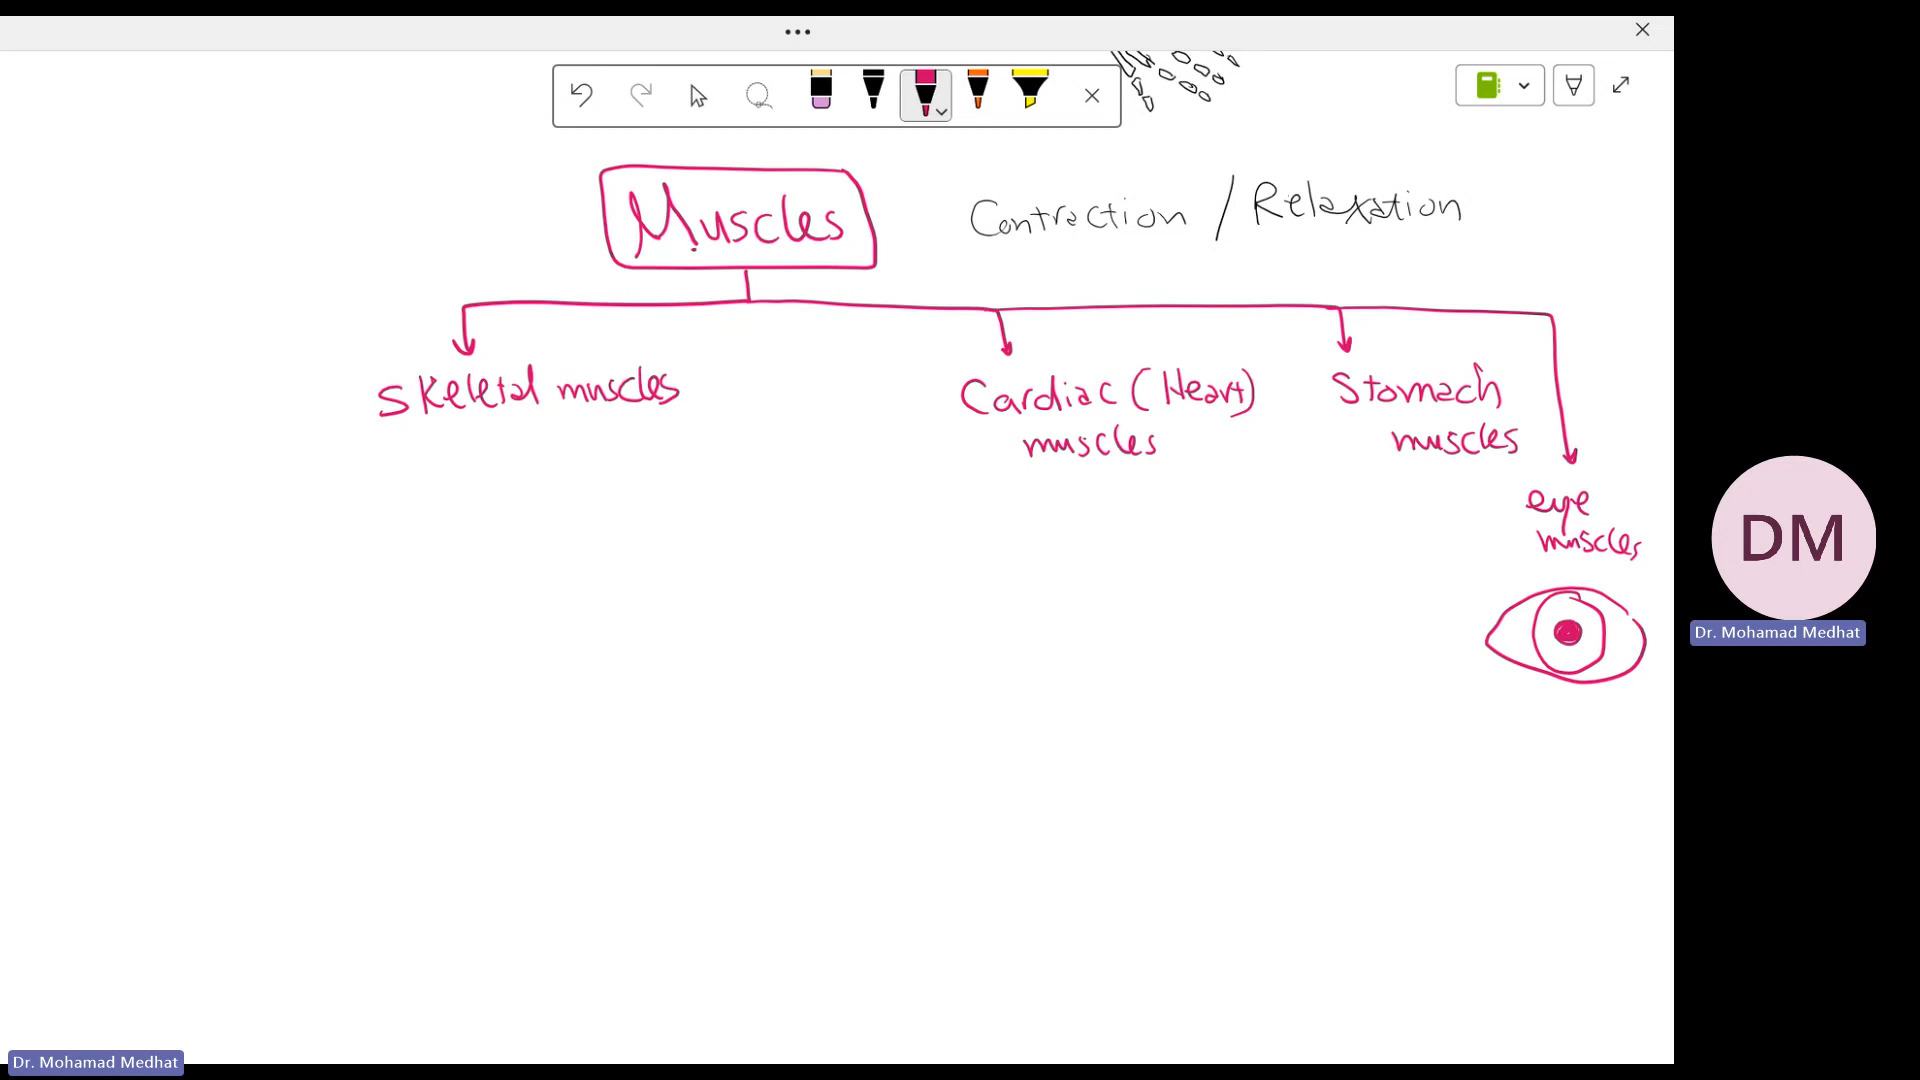 Muscles
Contraction / Relaxation
Skeletal muscles
Cardiac (Heart)
muscles
Stomach
muscles
eye
muscles
DM
Dr. Mohamad Medhat
Dr. Mohamad Medhat